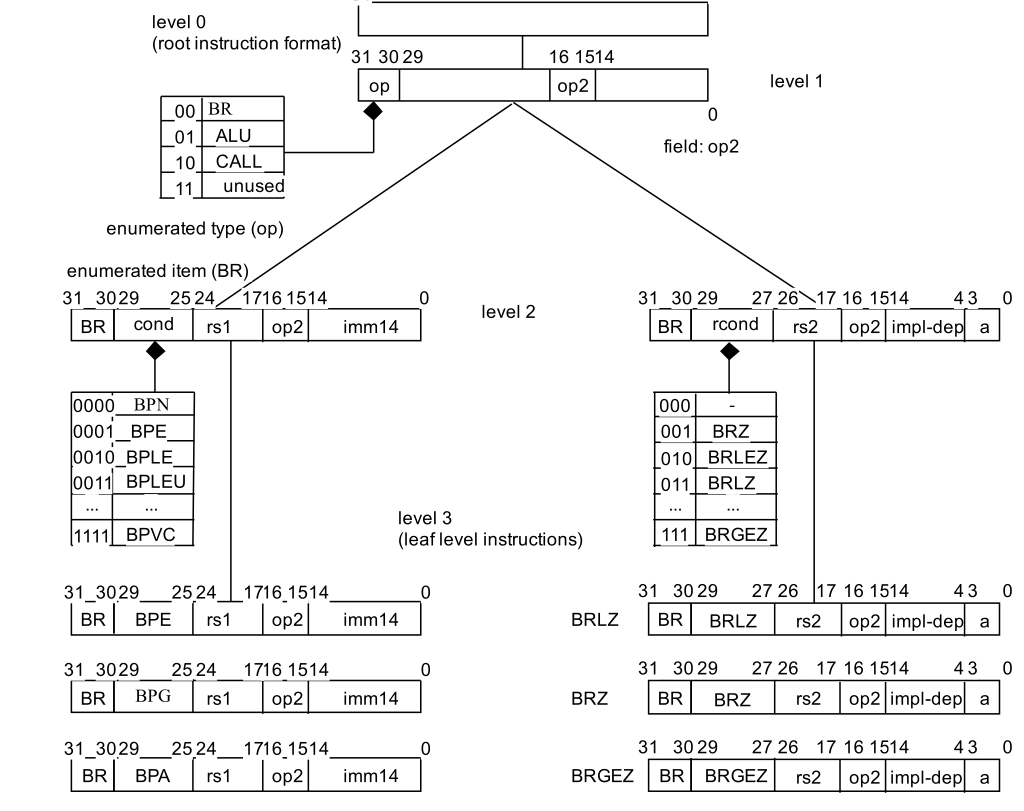 level 0
(root instruction format)
31 30 29 16 1514
op op2
level 1
0
field: op2
00 BR
01 ALU
10 CALL
11 unused
enumerated type (op)
enumerated item (BR)
31 30 29 25 24 17 16 15 14 0
BR cond rs1 op2 imm14
level 2
31 30 29 27 26 17 16 15 14 4 3 0
BR rcond rs2 op2 impl-dep a
0000 BPN
0001 BPE
0010 BPLE
0011 BPLEU
... ...
1111 BPVC
000 -
001 BRZ
010 BRLEZ
011 BRLZ
... ...
111 BRGEZ
level 3
(leaf level instructions)
31 30 29 25 24 17 16 15 14 0
BR BPE rs1 op2 imm14
31 30 29 27 26 17 16 15 14 4 3 0
BRLZ BR BRLZ rs2 op2 impl-dep a
31 30 29 25 24 17 16 15 14 0
BR BPG rs1 op2 imm14
31 30 29 27 26 17 16 15 14 4 3 0
BRZ BR BRZ rs2 op2 impl-dep a
31 30 29 25 24 17 16 15 14 0
BR BPA rs1 op2 imm14
31 30 29 27 26 17 16 15 14 4 3 0
BRGEZ BR BRGEZ rs2 op2 impl-dep a